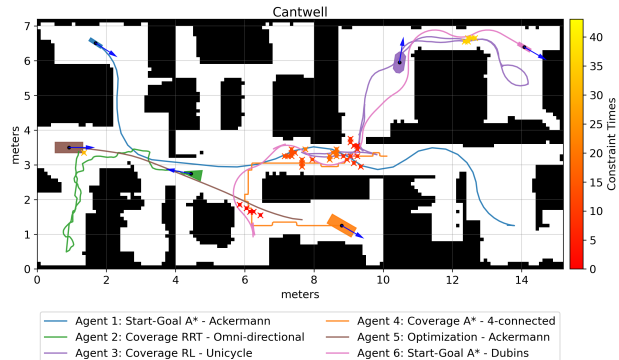 Cantwell
7
6
5
4
3
2
1
0
meters
0
2
4
6
8
10
12
14
meters
40
35
30
25
20
15
10
5
0
Constraint Times
Agent 1: Start-Goal A* - Ackermann
Agent 2: Coverage RRT - Omni-directional
Agent 3: Coverage RL - Unicycle
Agent 4: Coverage A* - 4-connected
Agent 5: Optimization - Ackermann
Agent 6: Start-Goal A* - Dubins